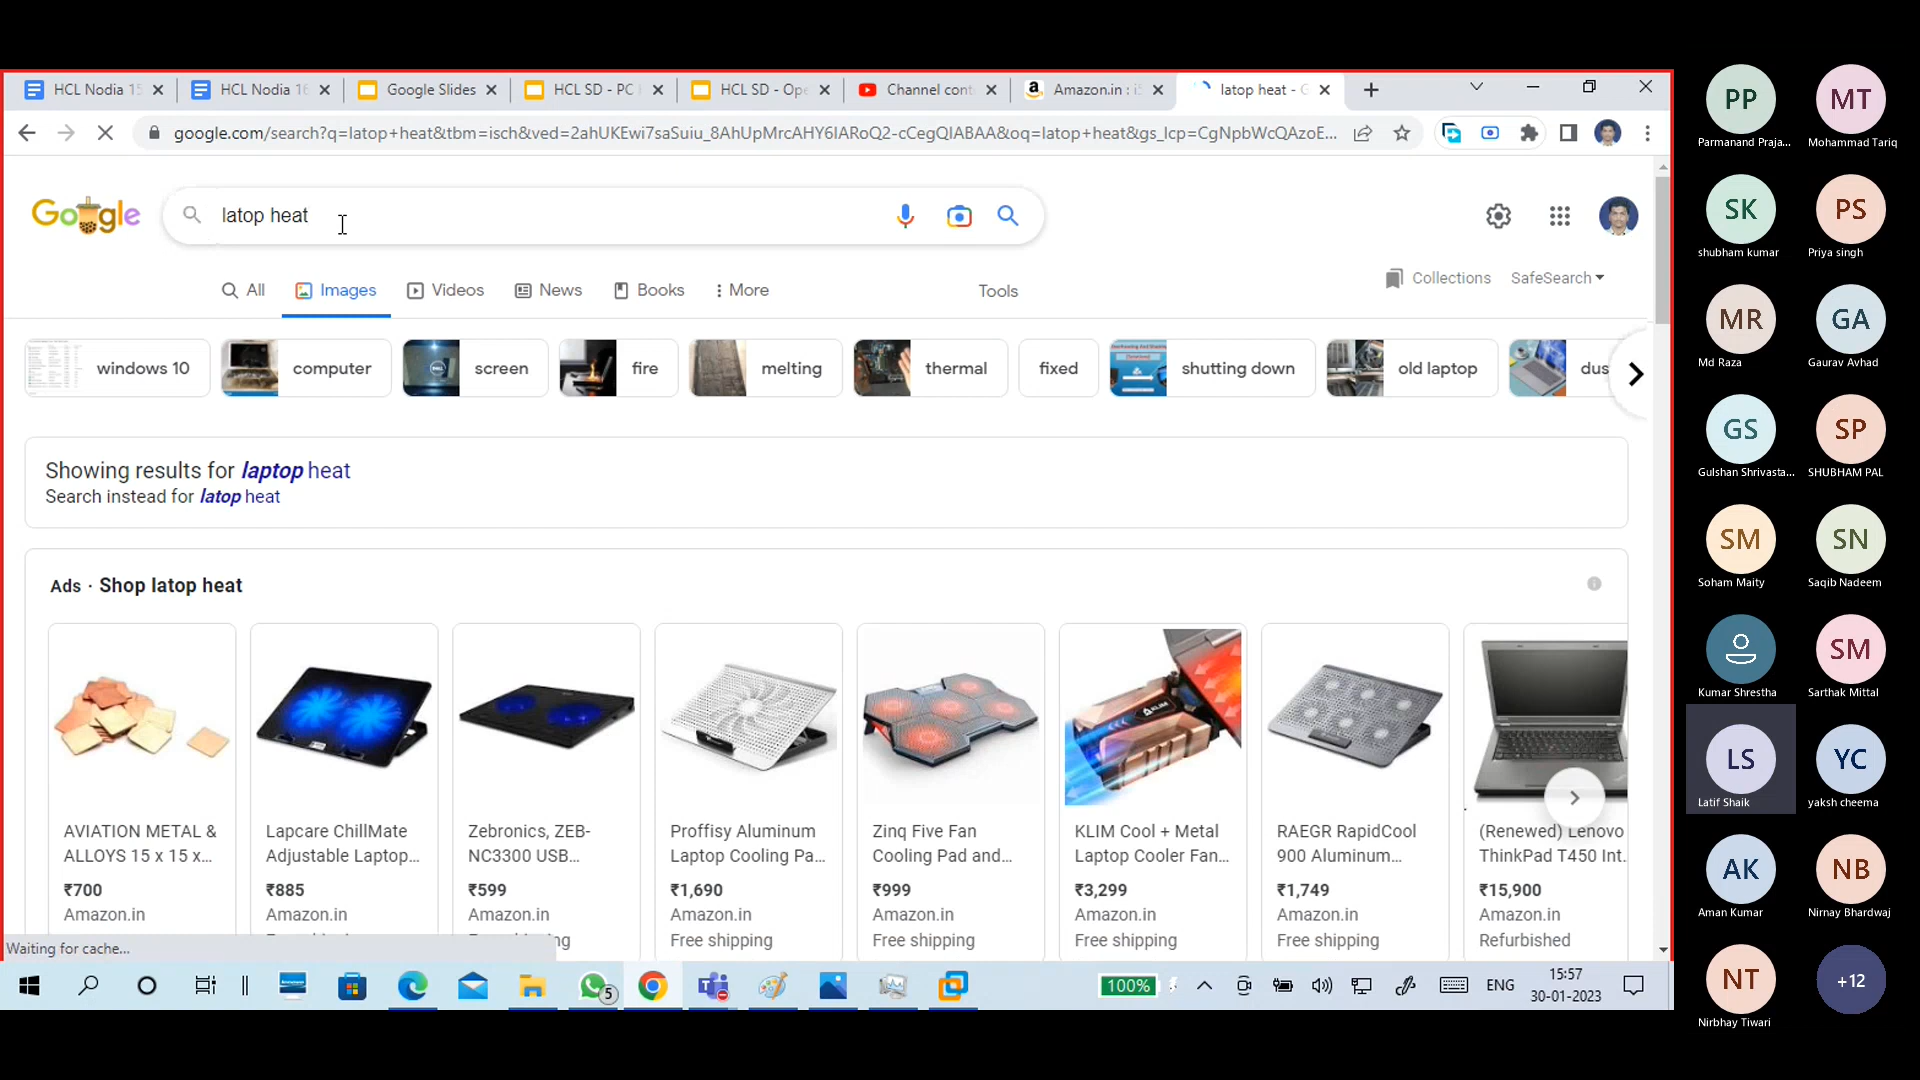 HCL Nodia 15
HCL Nodia 16
Google Slides
HCL SD - PC
HCL SD - Ope
Channel cont
Amazon.in : i
latop heat - G
google.com/search?q=latop+heat&tbm=isch&ved=2ahUKEwi7saSuiu_8AhUpMrcAHY6IARoQ2-cCegQIABAA&oq=latop+heat&gs_lcp=CgNpbWcQAzoE...
Google
latop heat
All
Images
Videos
News
Books
More
Tools
Collections
SafeSearch
windows 10
computer
screen
fire
melting
thermal
fixed
shutting down
old laptop
dus
Showing results for laptop heat
Search instead for latop heat
Ads · Shop latop heat
AVIATION METAL &
ALLOYS 15 x 15 x...
₹700
Amazon.in
Lapcare ChillMate
Adjustable Laptop...
₹885
Amazon.in
Zebronics, ZEB-
NC3300 USB...
₹599
Amazon.in
Proffisy Aluminum
Laptop Cooling Pa...
₹1,690
Amazon.in
Free shipping
Zinq Five Fan
Cooling Pad and...
₹999
Amazon.in
Free shipping
KLIM Cool + Metal
Laptop Cooler Fan...
₹3,299
Amazon.in
Free shipping
RAEGR RapidCool
900 Aluminum...
₹1,749
Amazon.in
Free shipping
(Renewed) Lenovo
ThinkPad T450 Int.
₹15,900
Amazon.in
Refurbished
Waiting for cache...
5
100%
ENG
15:57
30-01-2023
PP
Parmanand Praja...
MT
Mohammad Tariq
SK
shubham kumar
PS
Priya singh
MR
Md Raza
GA
Gaurav Avhad
GS
Gulshan Shrivasta...
SP
SHUBHAM PAL
SM
Soham Maity
SN
Saqib Nadeem
Kumar Shrestha
SM
Sarthak Mittal
LS
Latif Shaik
YC
yaksh cheema
AK
Aman Kumar
NB
Nirnay Bhardwaj
NT
Nirbhay Tiwari
+12